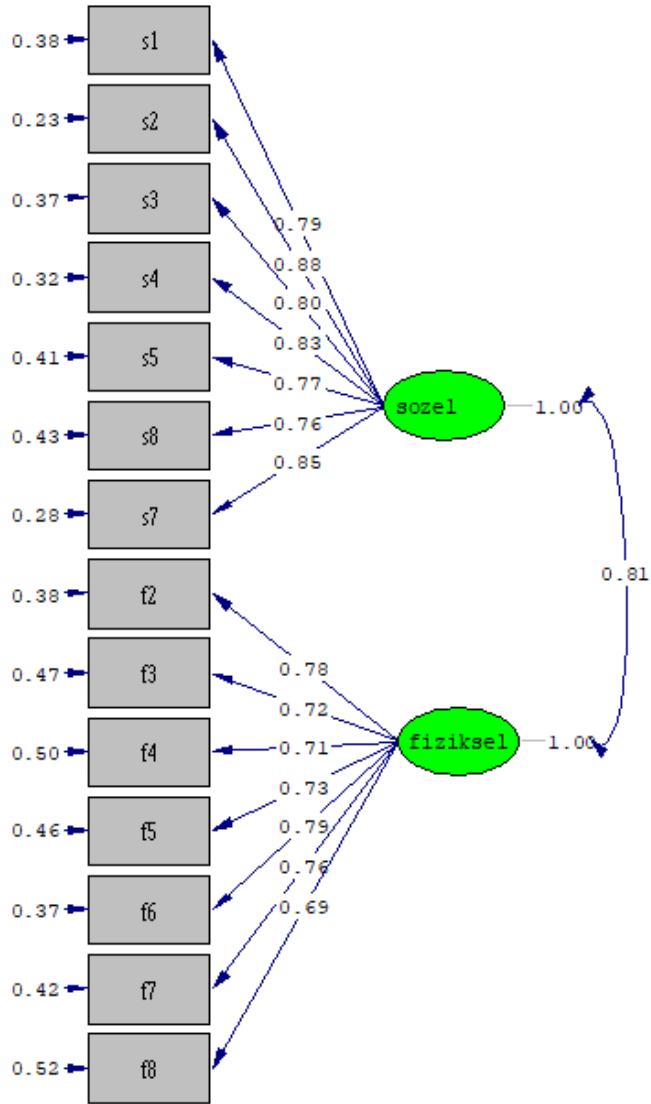 0.38 s1
0.23 s2
0.37 s3
0.79
0.88
0.32 s4
0.80
0.83
0.41 s5
0.77
sozel 1.00
0.43 s8
0.76
0.85
0.28 s7
0.81
0.38 f2
0.78
0.47 f3
0.72
0.50 f4
0.71
fiziksel 1.00
0.73
0.46 f5
0.79
0.76
0.37 f6
0.69
0.42 f7
0.52 f8